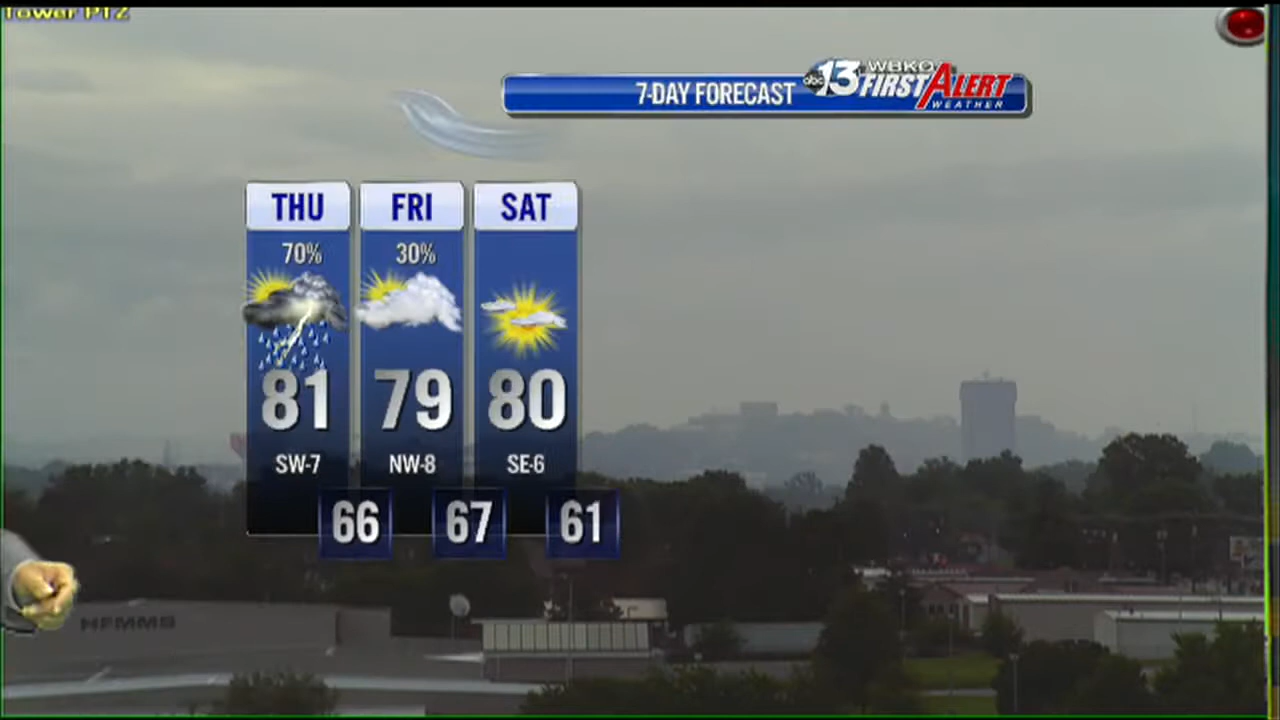 Tower PTZ
7-DAY FORECAST
abc 13 WBKO
FIRST ALERT
WEATHER
THU FRI SAT
70% 30%
81 79 80
SW-7 NW-8 SE-6
66 67 61
HEMMS